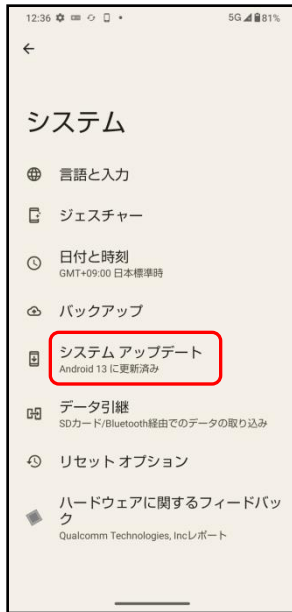 12:36 5G 81%
システム
言語と入力
ジェスチャー
日付と時刻
GMT+09:00 日本標準時
バックアップ
システム アップデート
Android 13 に更新済み
データ引継
SDカード/Bluetooth経由でのデータの取り込み
リセット オプション
ハードウェアに関するフィードバッ
ク
Qualcomm Technologies, Incレポート